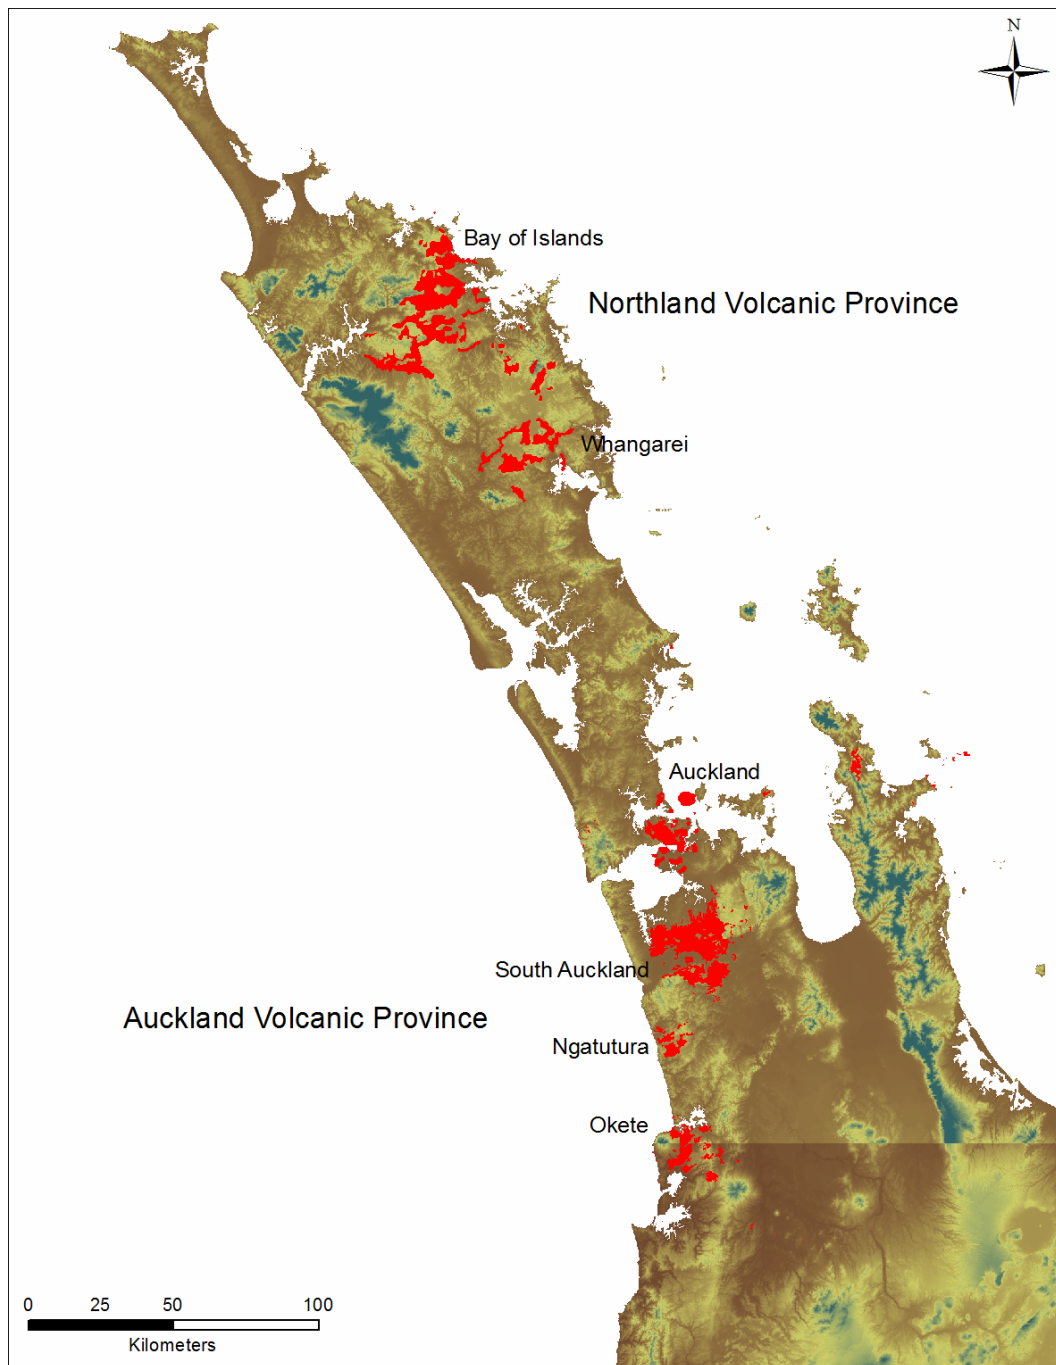 N
Bay of Islands
Northland Volcanic Province
Whangarei
Auckland
South Auckland
Auckland Volcanic Province
Ngatutura
Okete
0 25 50 100
Kilometers